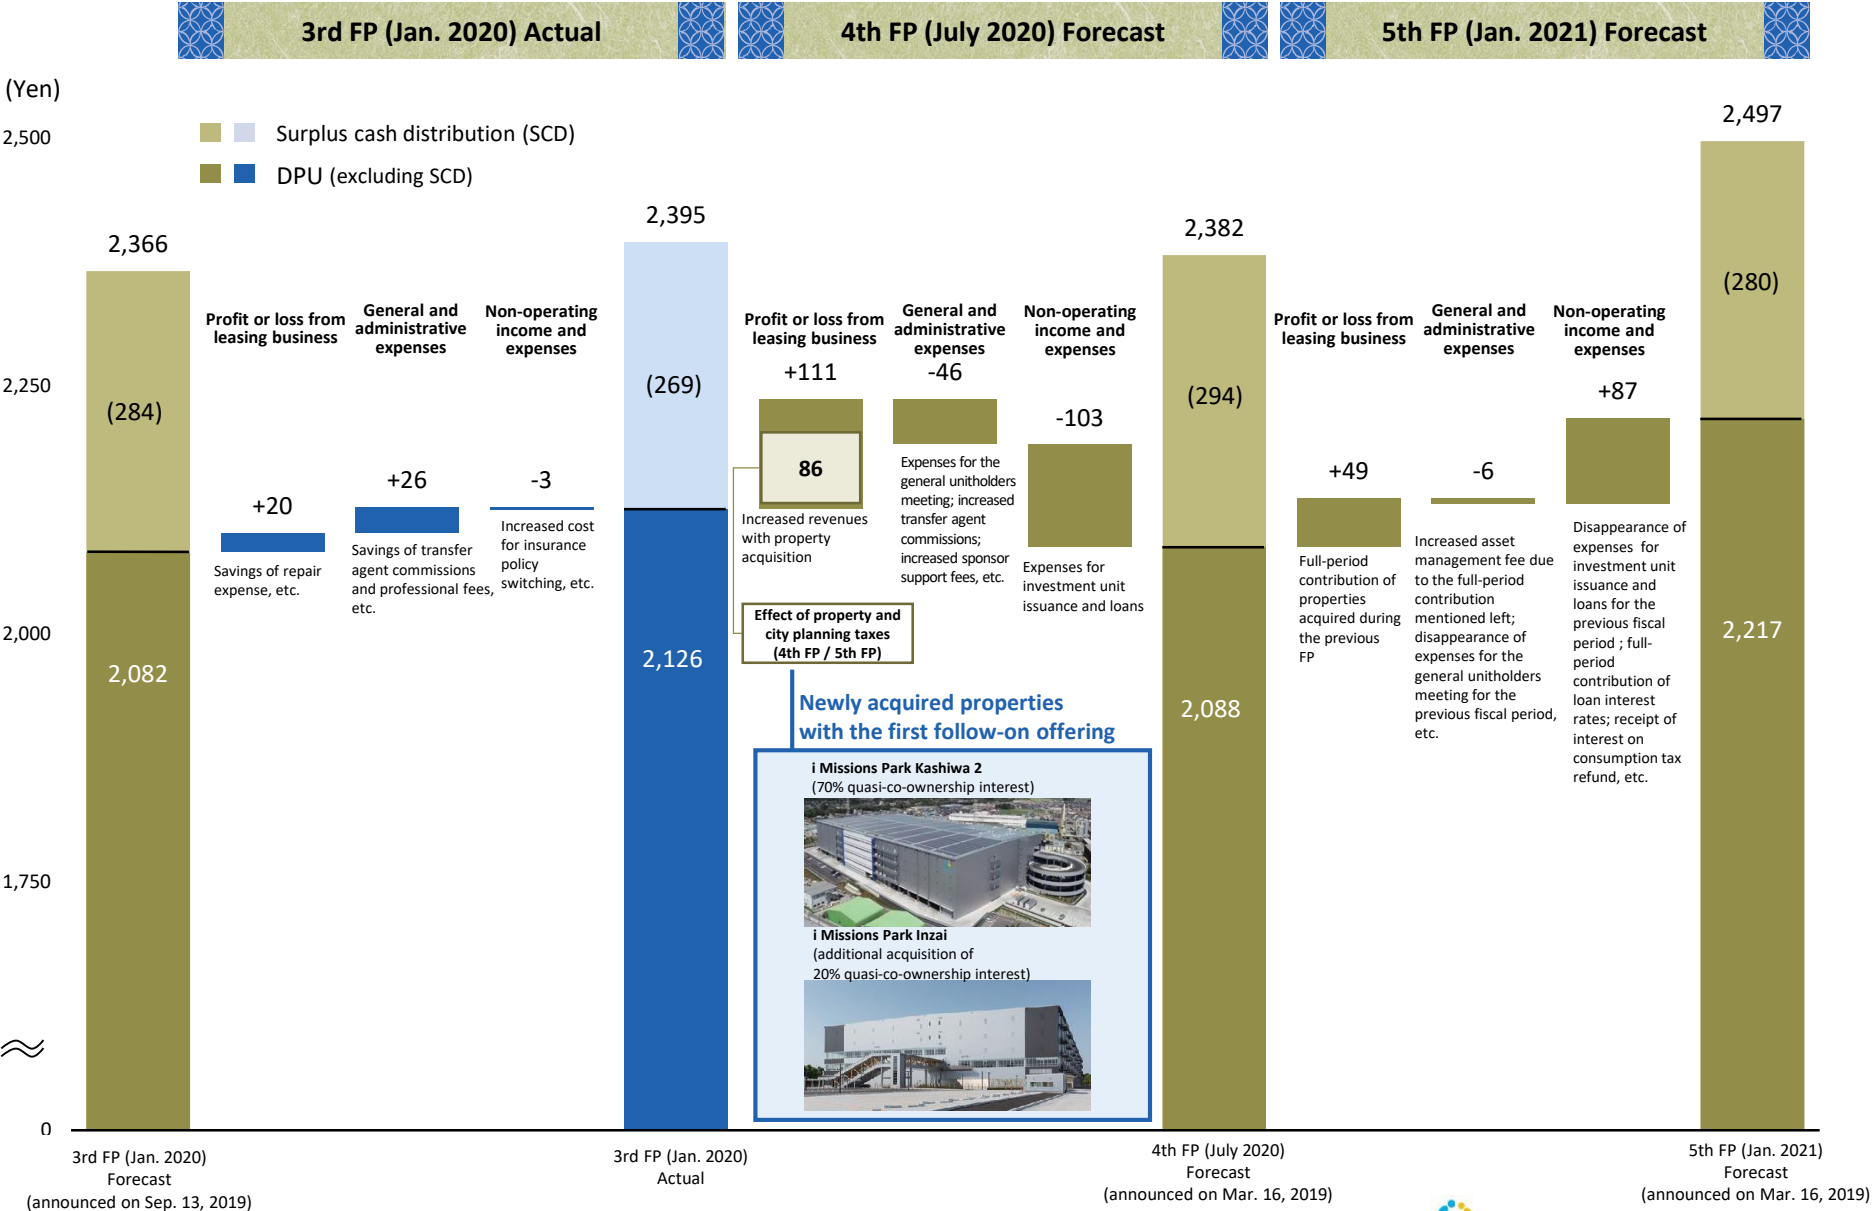 3rd FP (Jan. 2020) Actual
4th FP (July 2020) Forecast
5th FP (Jan. 2021) Forecast
(Yen)
2,500
2,250
2,000
1,750
0
Surplus cash distribution (SCD)
DPU (excluding SCD)
2,366
(284)
2,082
Profit or loss from
leasing business
+20
Savings of repair
expense, etc.
General and
administrative
expenses
+26
Savings of transfer
agent commissions
and professional fees,
etc.
Non-operating
income and
expenses
-3
Increased cost
for insurance
policy
switching, etc.
2,395
(269)
2,126
Profit or loss from
leasing business
+111
86
Increased revenues
with property
acquisition
General and
administrative
expenses
-46
Expenses for the
general unitholders
meeting; increased
transfer agent
commissions;
increased sponsor
support fees, etc.
Non-operating
income and
expenses
-103
Expenses for
investment unit
issuance and loans
Effect of property and
city planning taxes
(4th FP / 5th FP)
Newly acquired properties
with the first follow-on offering
i Missions Park Kashiwa 2
(70% quasi-co-ownership interest)
i Missions Park Inzai
(additional acquisition of
20% quasi-co-ownership interest)
2,382
(294)
2,088
Profit or loss from
leasing business
+49
Full-period
contribution of
properties
acquired during
the previous
FP
General and
administrative
expenses
-6
Increased asset
management fee due
to the full-period
contribution
mentioned left;
disappearance of
expenses for the
general unitholders
meeting for the
previous fiscal period,
etc.
Non-operating
income and
expenses
+87
Disappearance of
expenses for
investment unit
issuance and
loans for the
previous fiscal
period ; full-
period
contribution of
loan interest
rates; receipt of
interest on
consumption tax
refund, etc.
2,497
(280)
2,217
3rd FP (Jan. 2020)
Forecast
(announced on Sep. 13, 2019)
3rd FP (Jan. 2020)
Actual
4th FP (July 2020)
Forecast
(announced on Mar. 16, 2019)
5th FP (Jan. 2021)
Forecast
(announced on Mar. 16, 2019)